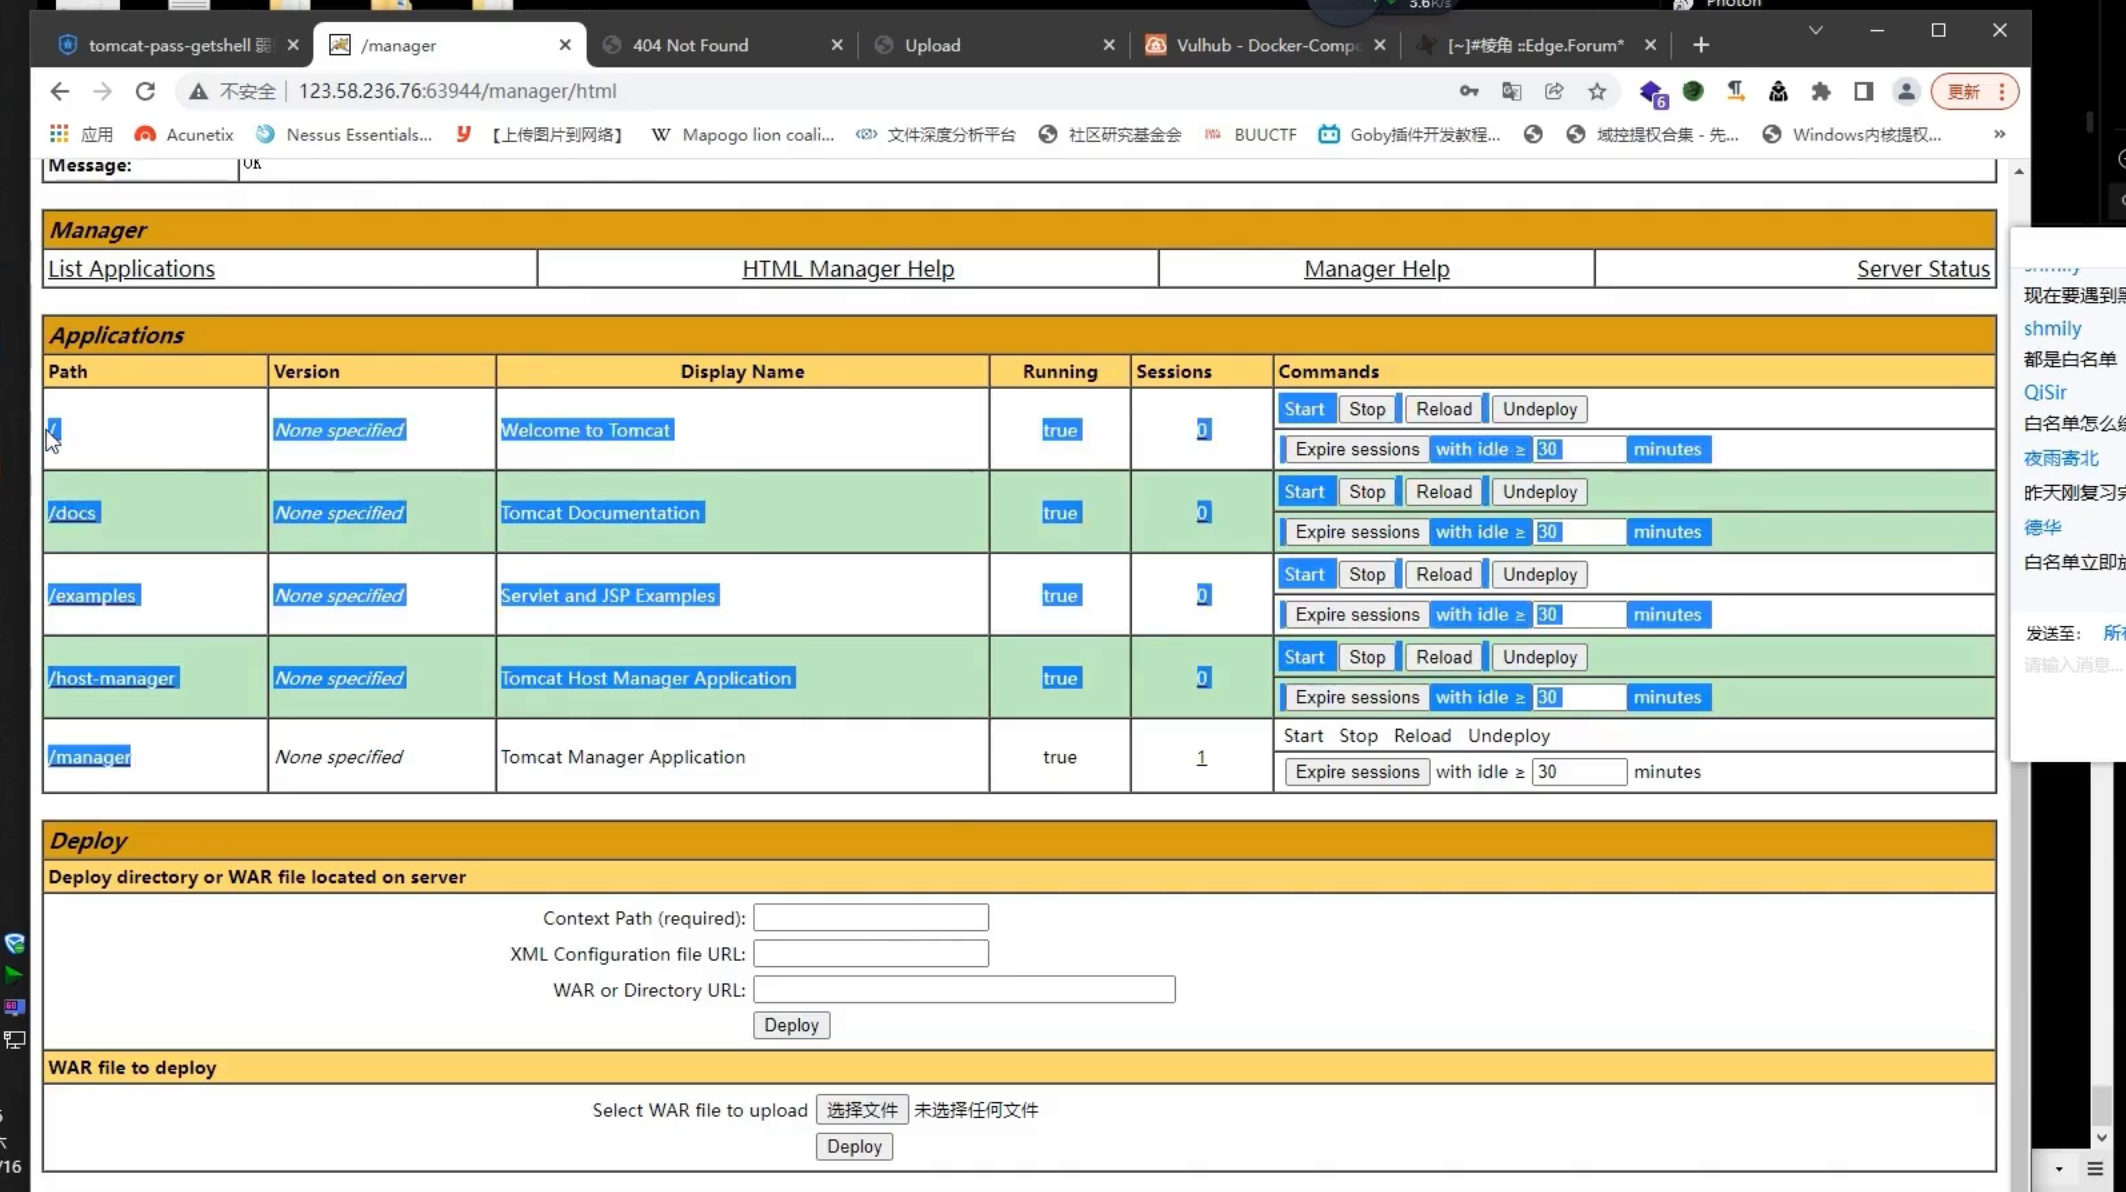 3.6K/s
Photon
tomcat-pass-getshell 弱
/manager
404 Not Found
Upload
Vulhub - Docker-Compo
[~]#棱角 ::Edge.Forum*
不安全
123.58.236.76:63944/manager/html
6
更新
应用
Acunetix
Nessus Essentials...
【上传图片到网络】
W
Mapogo lion coali...
文件深度分析平台
社区研究基金会
BUUCTF
Goby插件开发教程...
域控提权合集 - 先...
Windows内核提权...
»
Message:
OK
Manager
List Applications
HTML Manager Help
Manager Help
Server Status
Applications
Path
Version
Display Name
Running
Sessions
Commands
/
None specified
Welcome to Tomcat
true
0
Start Stop Reload Undeploy
Expire sessions with idle ≥ 30 minutes
/docs
None specified
Tomcat Documentation
true
0
Start Stop Reload Undeploy
Expire sessions with idle ≥ 30 minutes
/examples
None specified
Servlet and JSP Examples
true
0
Start Stop Reload Undeploy
Expire sessions with idle ≥ 30 minutes
/host-manager
None specified
Tomcat Host Manager Application
true
0
Start Stop Reload Undeploy
Expire sessions with idle ≥ 30 minutes
/manager
None specified
Tomcat Manager Application
true
1
Start Stop Reload Undeploy
Expire sessions with idle ≥ 30 minutes
Deploy
Deploy directory or WAR file located on server
Context Path (required):
XML Configuration file URL:
WAR or Directory URL:
Deploy
WAR file to deploy
Select WAR file to upload 选择文件 未选择任何文件
Deploy
shmily
现在要遇到黑
shmily
都是白名单
QiSir
白名单怎么
夜雨寄北
昨天刚复习
德华
白名单立即
发送至: 所
请输入消息...
/16